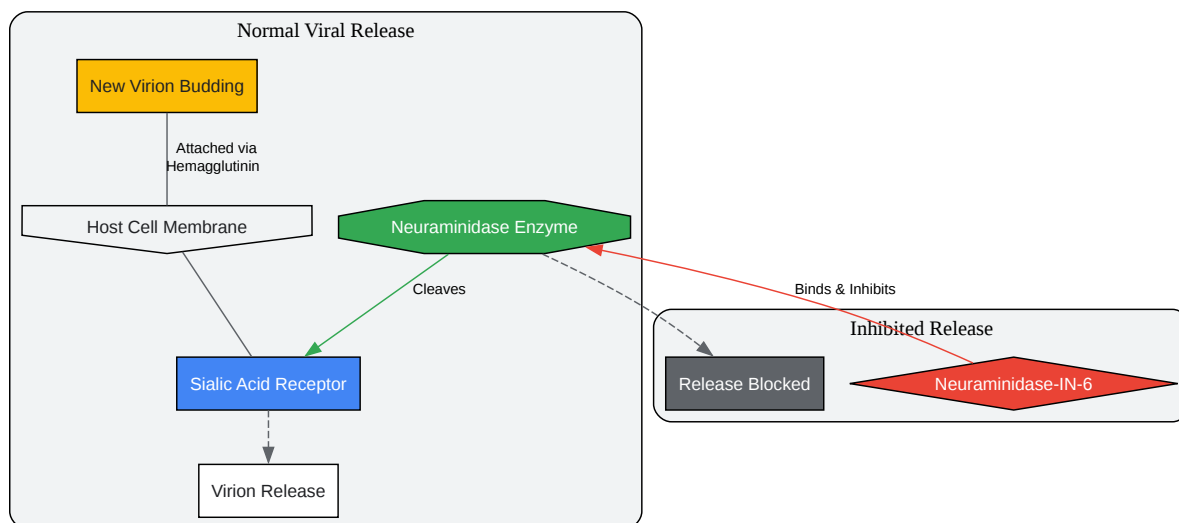 Normal Viral Release
New Virion Budding
Attached via
Hemagglutinin
Host Cell Membrane
Neuraminidase Enzyme
Cleaves
Binds & Inhibits
Inhibited Release
Sialic Acid Receptor
Release Blocked
Neuraminidase-IN-6
Virion Release